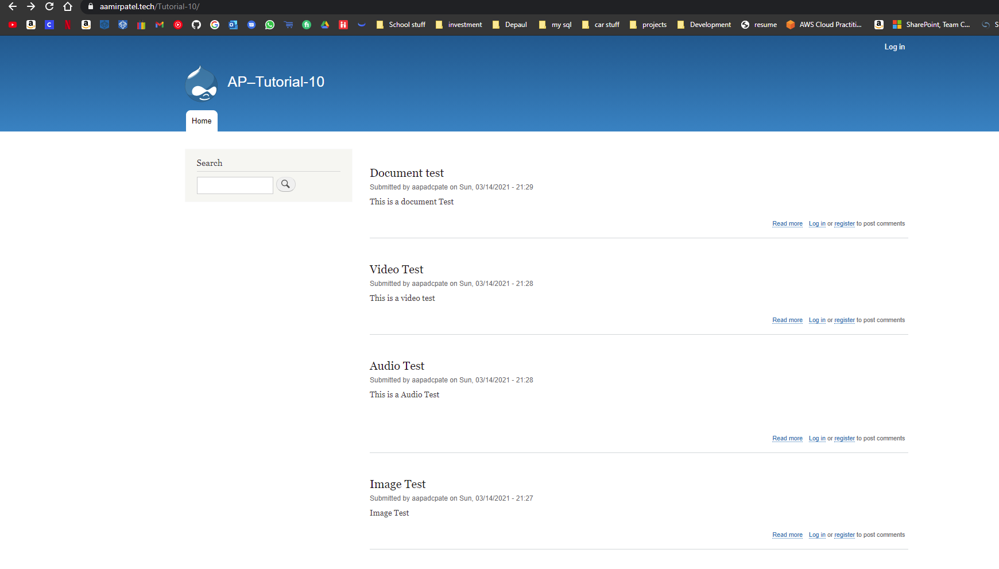 aamirpatel.tech/Tutorial-10/
School stuff investment Depaul my sql car stuff projects Development resume AWS Cloud Practiti... SharePoint, Team C... S
Log in
AP–Tutorial-10
Home
Search
Document test
Submitted by aapadcpate on Sun, 03/14/2021 - 21:29
This is a document Test
Read more Log in or register to post comments
Video Test
Submitted by aapadcpate on Sun, 03/14/2021 - 21:28
This is a video test
Read more Log in or register to post comments
Audio Test
Submitted by aapadcpate on Sun, 03/14/2021 - 21:28
This is a Audio Test
Read more Log in or register to post comments
Image Test
Submitted by aapadcpate on Sun, 03/14/2021 - 21:27
Image Test
Read more Log in or register to post comments